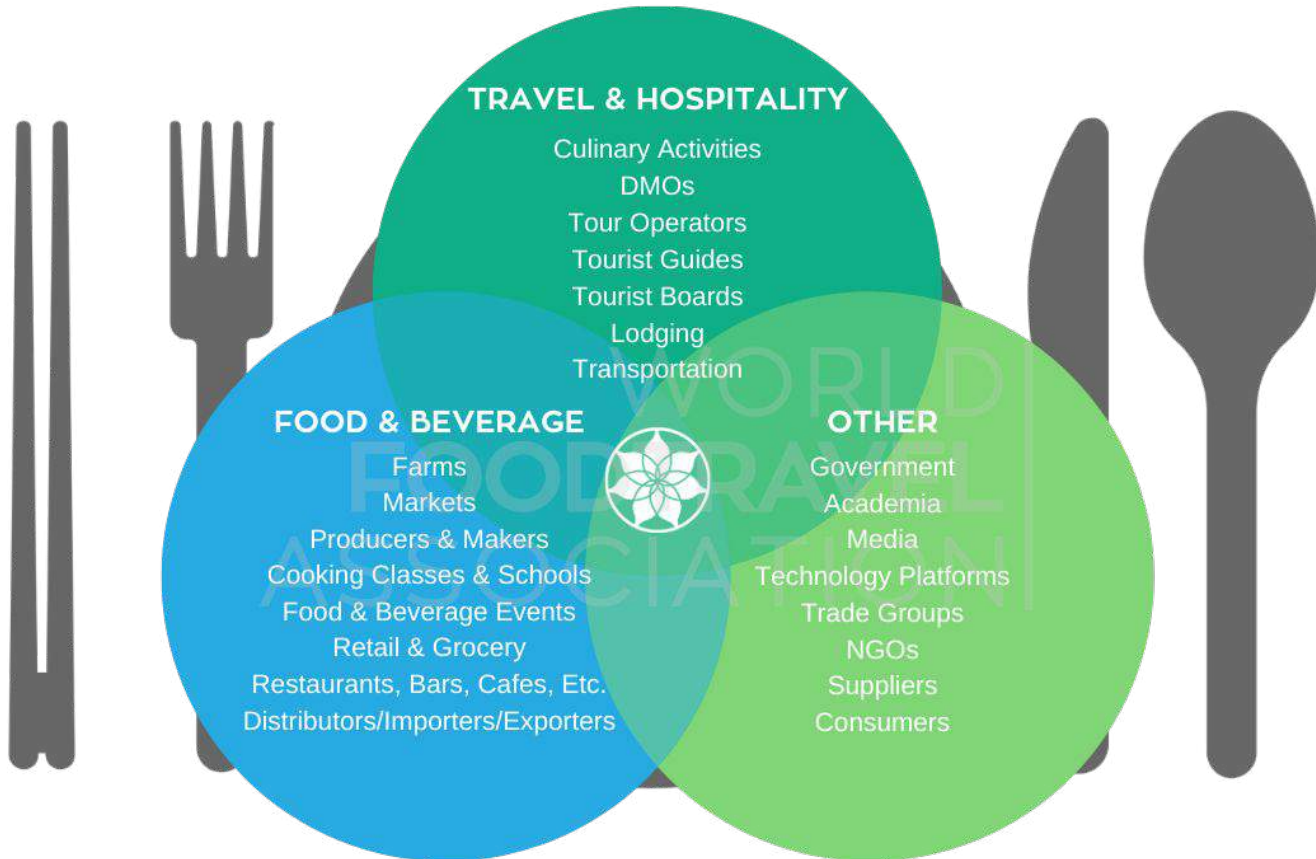 TRAVEL & HOSPITALITY
Culinary Activities
DMOs
Tour Operators
Tourist Guides
Tourist Boards
Lodging
Transportation
FOOD & BEVERAGE
Farms
Markets
Producers & Makers
Cooking Classes & Schools
Food & Beverage Events
Retail & Grocery
Restaurants, Bars, Cafes, Etc.
Distributors/Importers/Exporters
OTHER
Government
Academia
Media
Technology Platforms
Trade Groups
NGOs
Suppliers
Consumers
WORLD
FOOD TRAVEL
ASSOCIATION